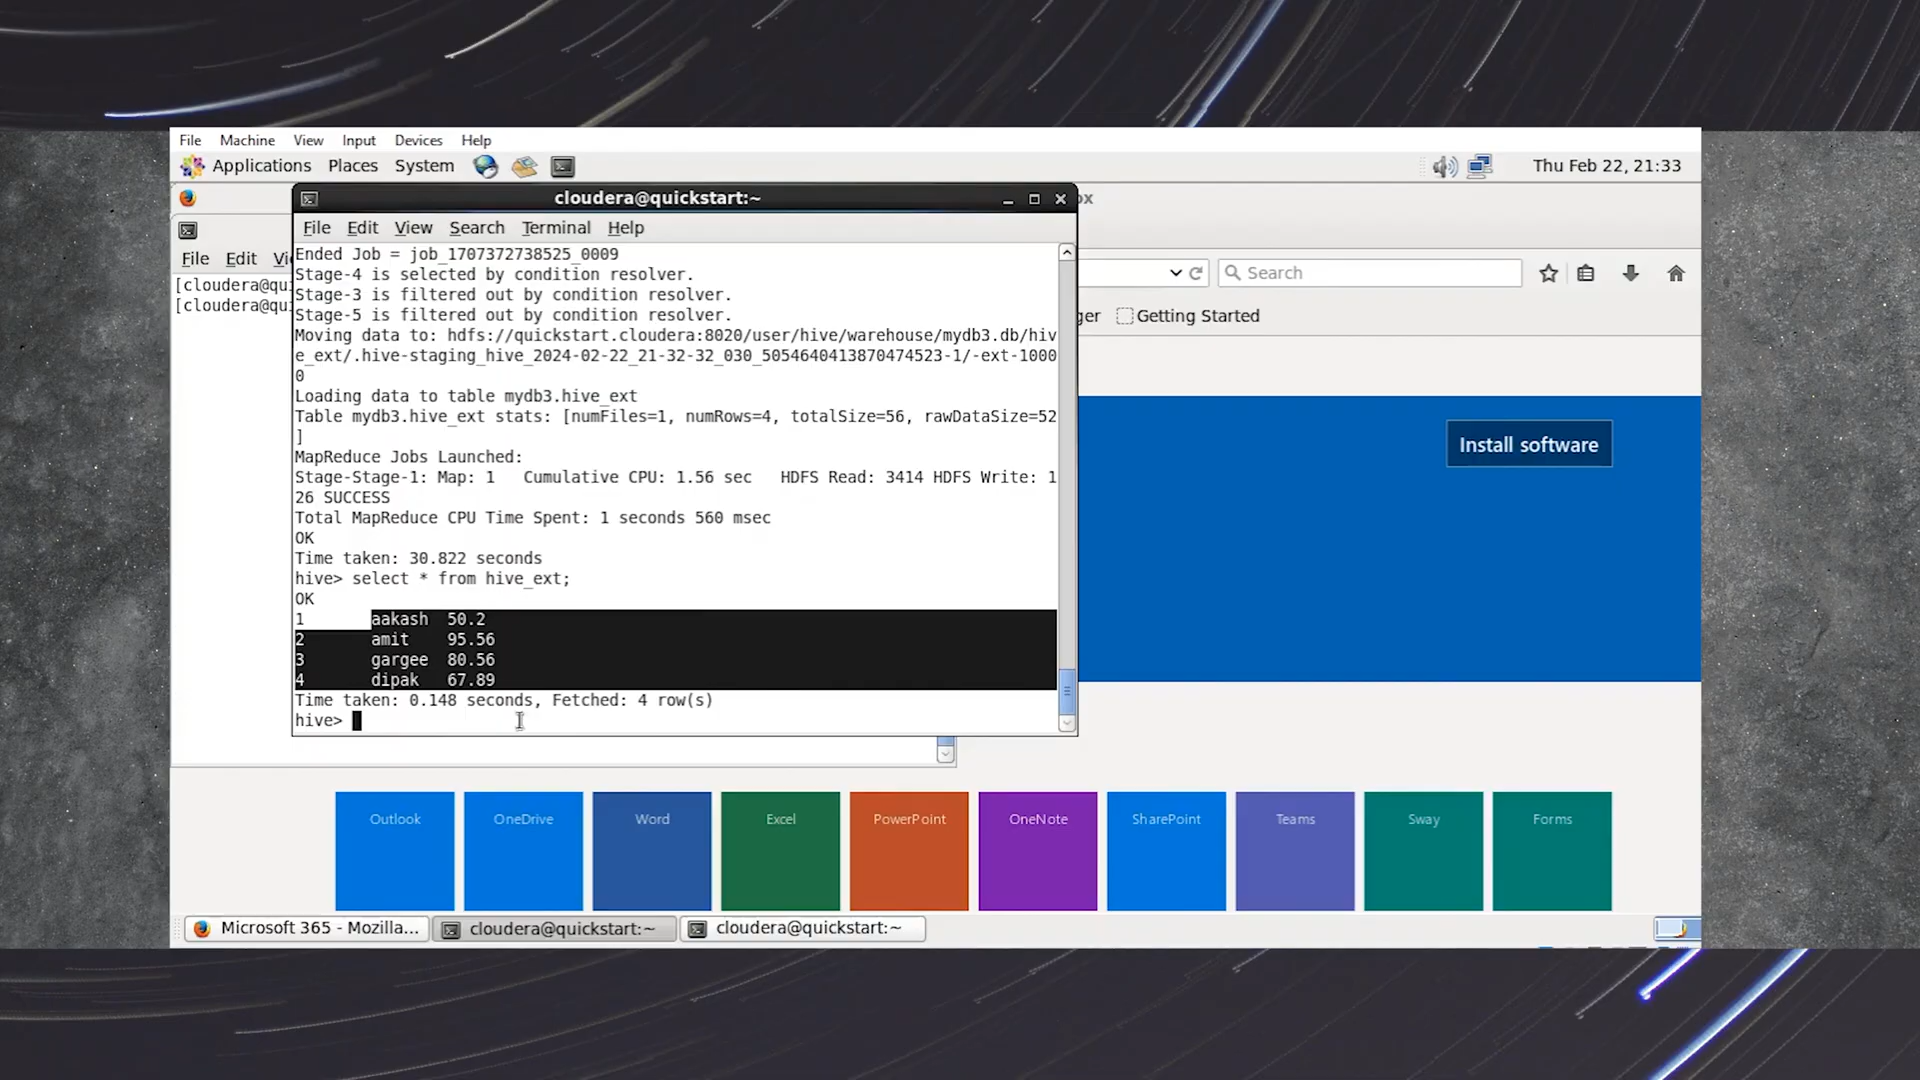 File Machine View Input Devices Help
Applications Places System Thu Feb 22, 21:33
cloudera@quickstart:~
File Edit View Search Terminal Help
File Edit
[cloudera@qui
[cloudera@qui
Ended Job = job_1707372738525_0009
Stage-4 is selected by condition resolver.
Stage-3 is filtered out by condition resolver.
Stage-5 is filtered out by condition resolver.
Moving data to: hdfs://quickstart.cloudera:8020/user/hive/warehouse/mydb3.db/hiv
e_ext/.hive-staging_hive_2024-02-22_21-32-32_030_5054640413870474523-1/-ext-1000
0
Loading data to table mydb3.hive_ext
Table mydb3.hive_ext stats: [numFiles=1, numRows=4, totalSize=56, rawDataSize=52
]
MapReduce Jobs Launched:
Stage-Stage-1: Map: 1 Cumulative CPU: 1.56 sec HDFS Read: 3414 HDFS Write: 1
26 SUCCESS
Total MapReduce CPU Time Spent: 1 seconds 560 msec
OK
Time taken: 30.822 seconds
hive> select * from hive_ext;
OK
1 aakash 50.2
2 amit 95.56
3 gargee 80.56
4 dipak 67.89
Time taken: 0.148 seconds, Fetched: 4 row(s)
hive>
Search
ger Getting Started
Install software
Outlook OneDrive Word Excel PowerPoint OneNote SharePoint Teams Sway Forms
Microsoft 365 - Mozilla... cloudera@quickstart:~ cloudera@quickstart:~